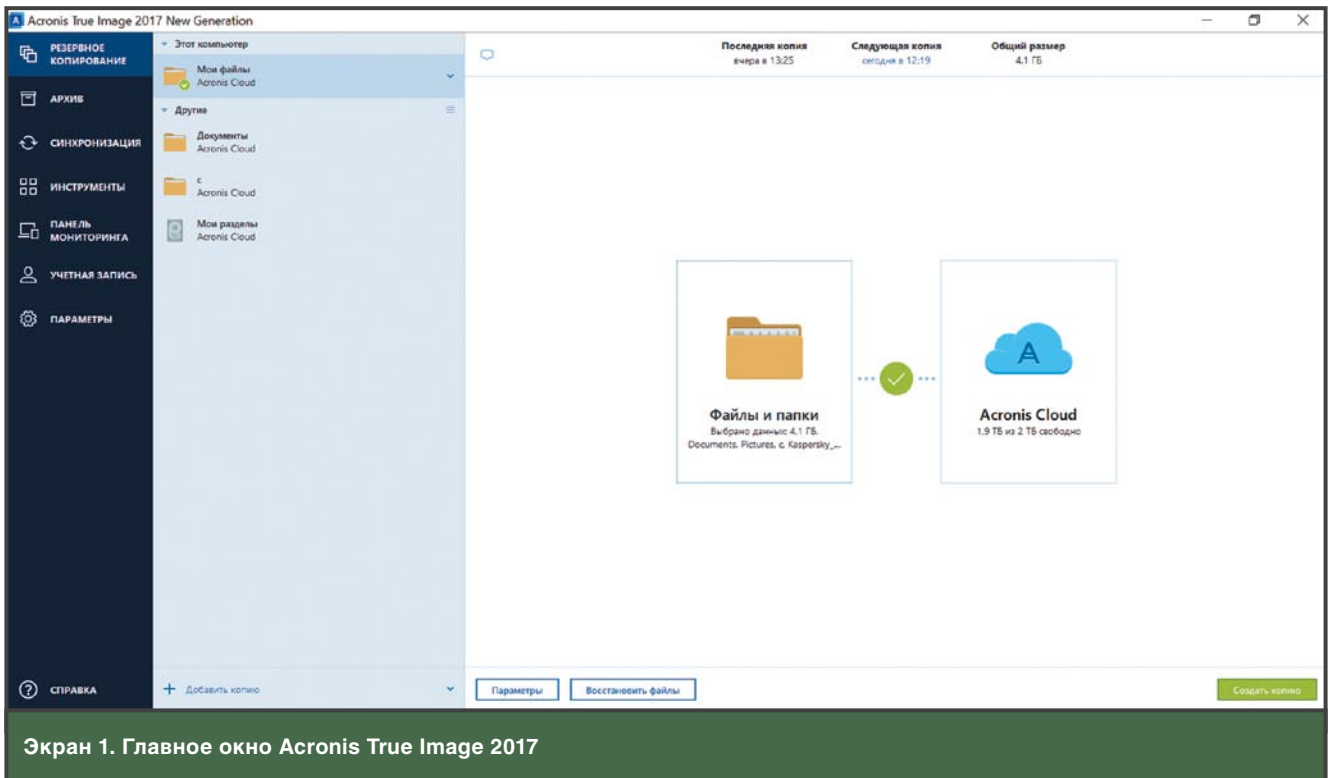 Acronis True Image 2017 New Generation
РЕЗЕРВНОЕ
КОПИРОВАНИЕ
АРХИВ
СИНХРОНИЗАЦИЯ
ИНСТРУМЕНТЫ
ПАНЕЛЬ
МОНИТОРИНГА
УЧЕТНАЯ ЗАПИСЬ
ПАРАМЕТРЫ
СПРАВКА
Этот компьютер
Мои файлы
Acronis Cloud
Другие
Документы
Acronis Cloud
с
Acronis Cloud
Мои разделы
Acronis Cloud
Добавить копию
Последняя копия
вчера в 13:25
Следующая копия
сегодня в 12:19
Общий размер
4,1 ГБ
Файлы и папки
Выбрано данных: 4,1 ГБ.
Documents, Pictures, c, Kaspersky_...
Acronis Cloud
1,9 ТБ из 2 ТБ свободно
Параметры
Восстановить файлы
Создать копию
Экран 1. Главное окно Acronis True Image 2017